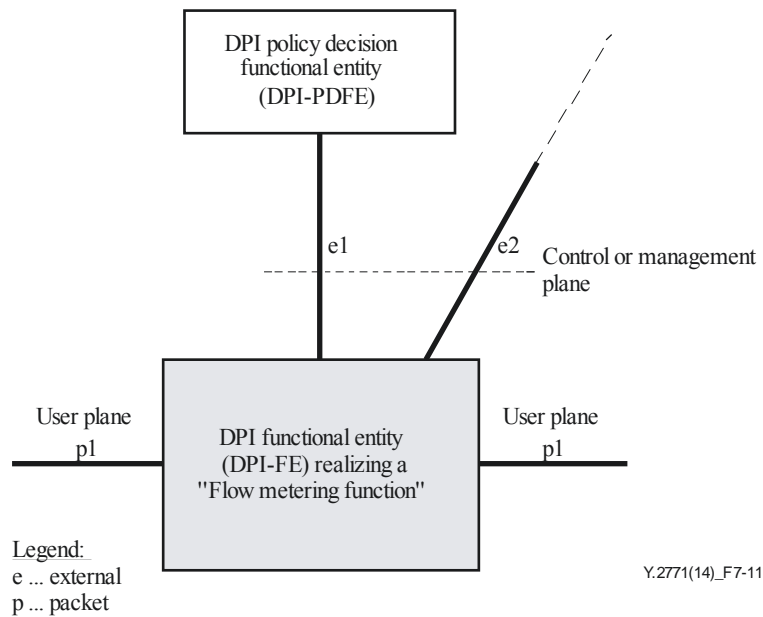 DPI policy decision
functional entity
(DPI-PDFE)
e1
e2
Control or management
plane
User plane
p1
DPI functional entity
(DPI-FE) realizing a
"Flow metering function"
User plane
p1
Legend:
e ... external
p ... packet
Y.2771(14)_F7-11